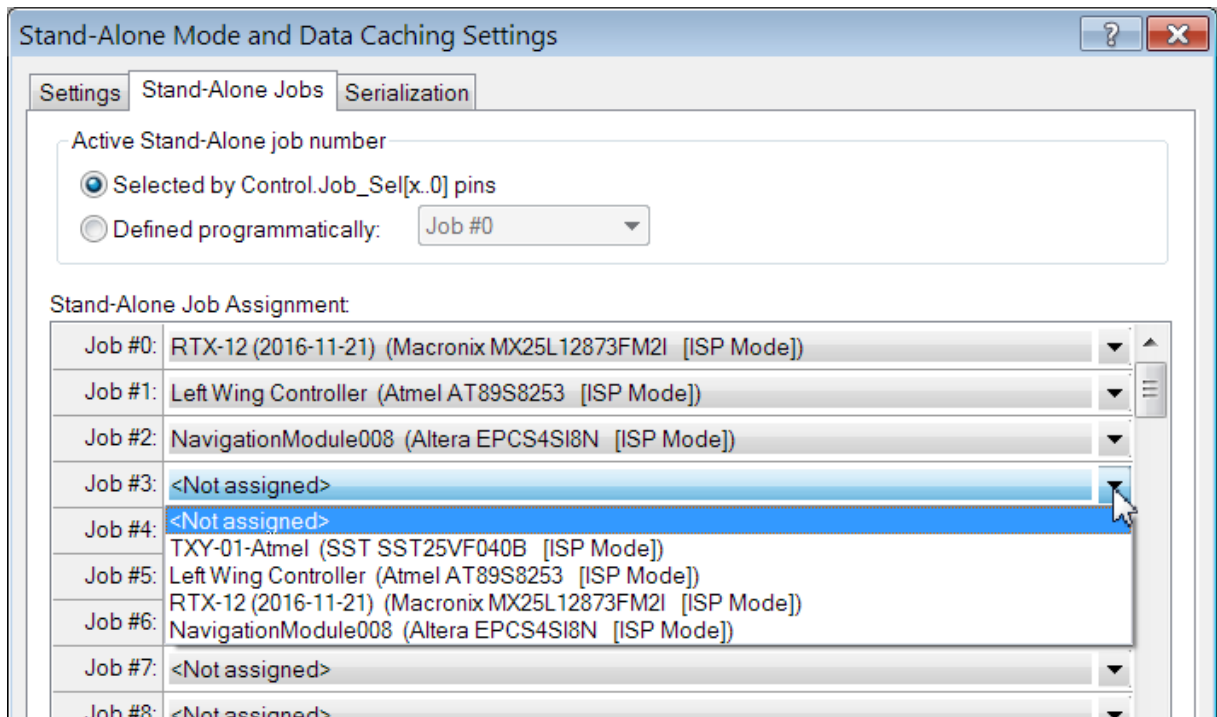 Stand-Alone Mode and Data Caching Settings
?
Settings Stand-Alone Jobs Serialization
Active Stand-Alone job number
Selected by Control.Job_Sel[x..0] pins
Defined programmatically: Job #0
Stand-Alone Job Assignment:
Job #0: RTX-12 (2016-11-21) (Macronix MX25L12873FM2I [ISP Mode])
Job #1: Left Wing Controller (Atmel AT89S8253 [ISP Mode])
Job #2: NavigationModule008 (Altera EPCS4SI8N [ISP Mode])
Job #3: <Not assigned>
Job #4: <Not assigned>
TXY-01-Atmel (SST SST25VF040B [ISP Mode])
Job #5: Left Wing Controller (Atmel AT89S8253 [ISP Mode])
RTX-12 (2016-11-21) (Macronix MX25L12873FM2I [ISP Mode])
Job #6: NavigationModule008 (Altera EPCS4SI8N [ISP Mode])
Job #7: <Not assigned>
Job #8: <Not assigned>